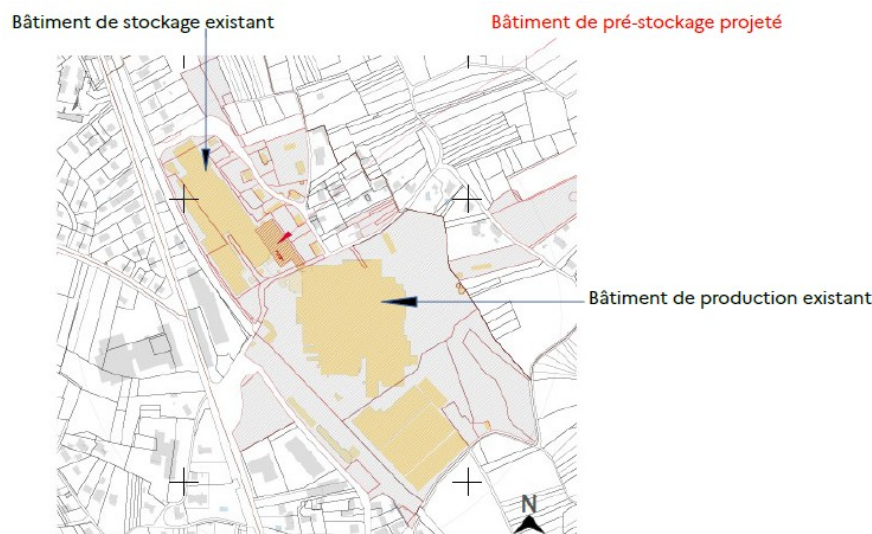 Bâtiment de stockage existant
Bâtiment de pré-stockage projeté
Bâtiment de production existant
N